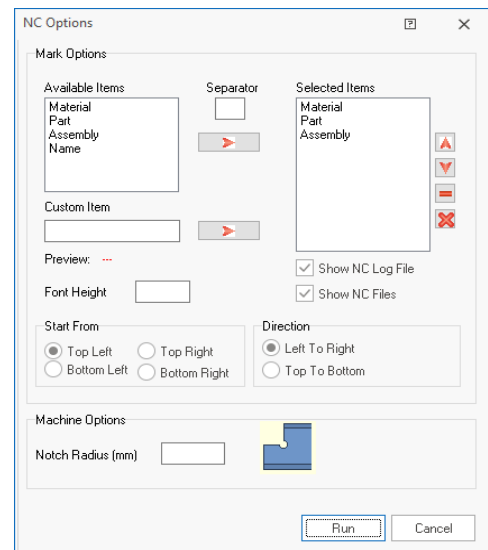 NC Options
Mark Options
Available Items
Separator
Selected Items
Material
Part
Assembly
Name
Material
Part
Assembly
Custom Item
Preview: ---
Show NC Log File
Font Height
Show NC Files
Start From
Top Left
Top Right
Bottom Left
Bottom Right
Direction
Left To Right
Top To Bottom
Machine Options
Notch Radius (mm)
Run
Cancel